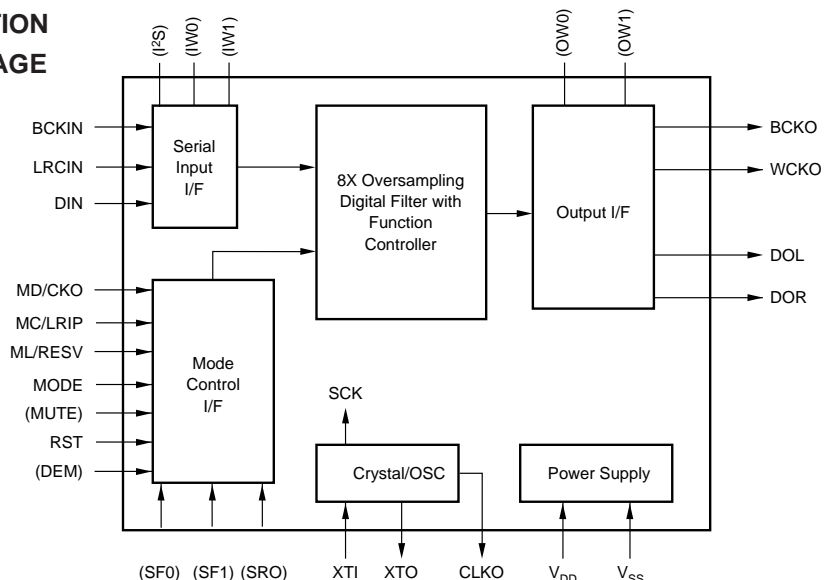 TION
AGE
(I²S)
(IW0)
(IW1)
(OW0)
(OW1)
BCKIN
LRCIN
DIN
Serial
Input
I/F
8X Oversampling
Digital Filter with
Function
Controller
Output I/F
BCKO
WCKO
DOL
DOR
MD/CKO
MC/LRIP
ML/RESV
MODE
(MUTE)
RST
(DEM)
Mode
Control
I/F
SCK
Crystal/OSC
Power Supply
(SF0) (SF1) (SRO) XTI XTO CLKO V_DD V_SS